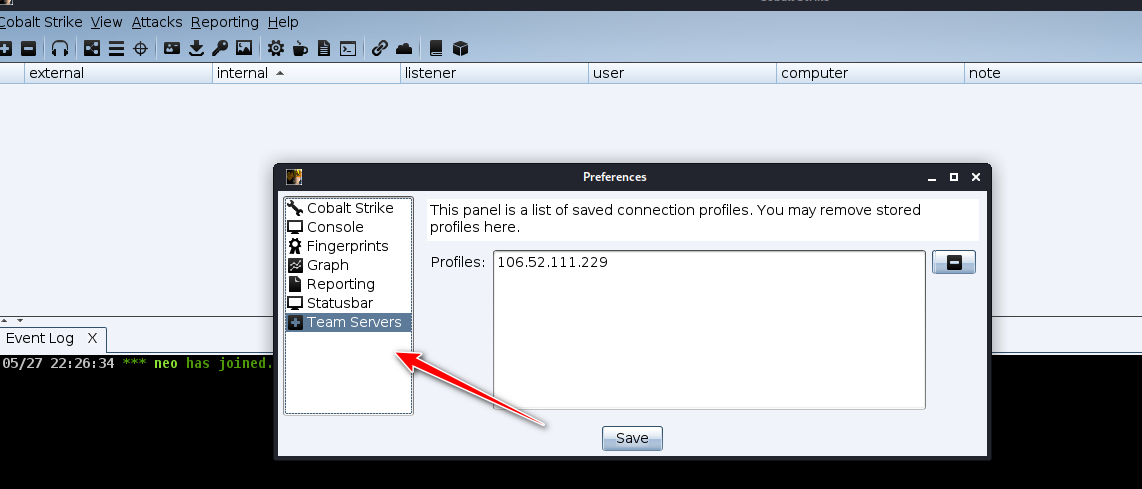 Cobalt Strike
Cobalt Strike View Attacks Reporting Help
external internal listener user computer note
Preferences
Cobalt Strike
Console
Fingerprints
Graph
Reporting
Statusbar
Team Servers
This panel is a list of saved connection profiles. You may remove stored
profiles here.
Profiles: 106.52.111.229
Save
Event Log X
05/27 22:26:34 *** neo has joined.